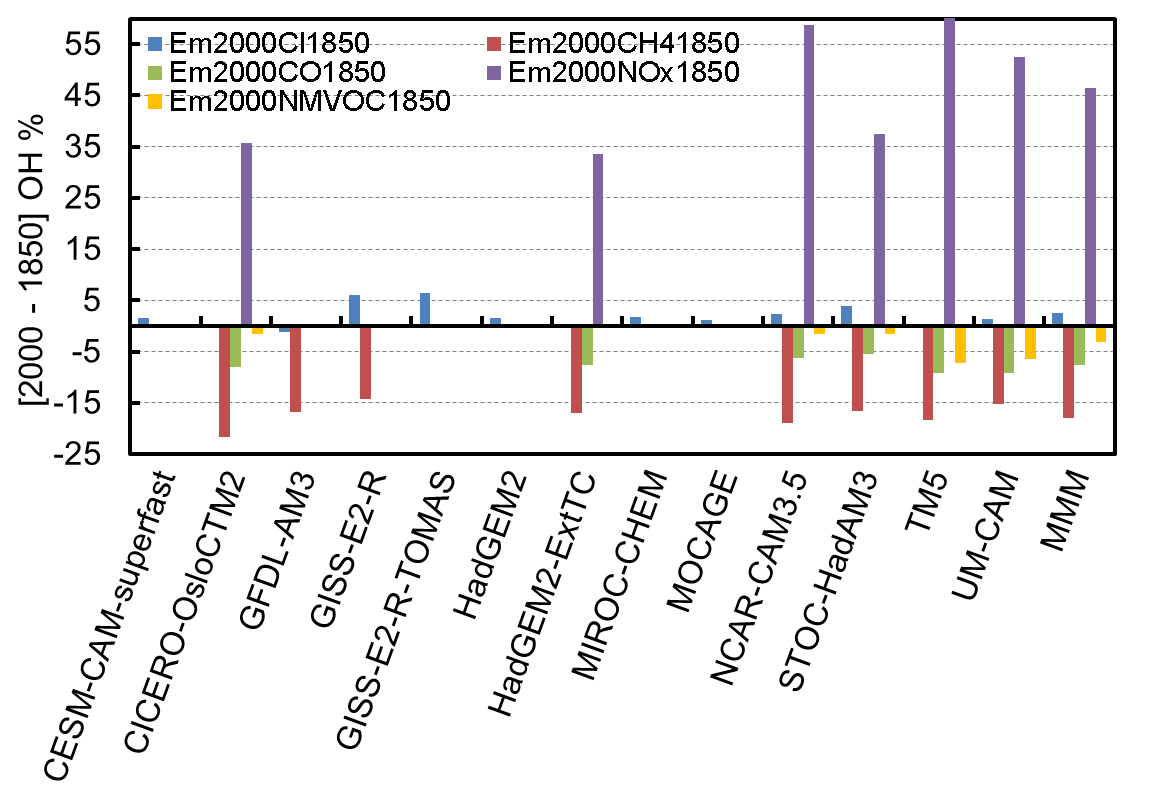 [2000 - 1850] OH %
55
45
35
25
15
5
-5
-15
-25
Em2000Cl1850
Em2000CH41850
Em2000CO1850
Em2000NOx1850
Em2000NMVOC1850
CESM-CAM-superfast
CICERO-OsloCTM2
GFDL-AM3
GISS-E2-R
GISS-E2-R-TOMAS
HadGEM2
HadGEM2-ExtTC
MIROC-CHEM
MOCAGE
NCAR-CAM3.5
STOC-HadAM3
TM5
UM-CAM
MMM